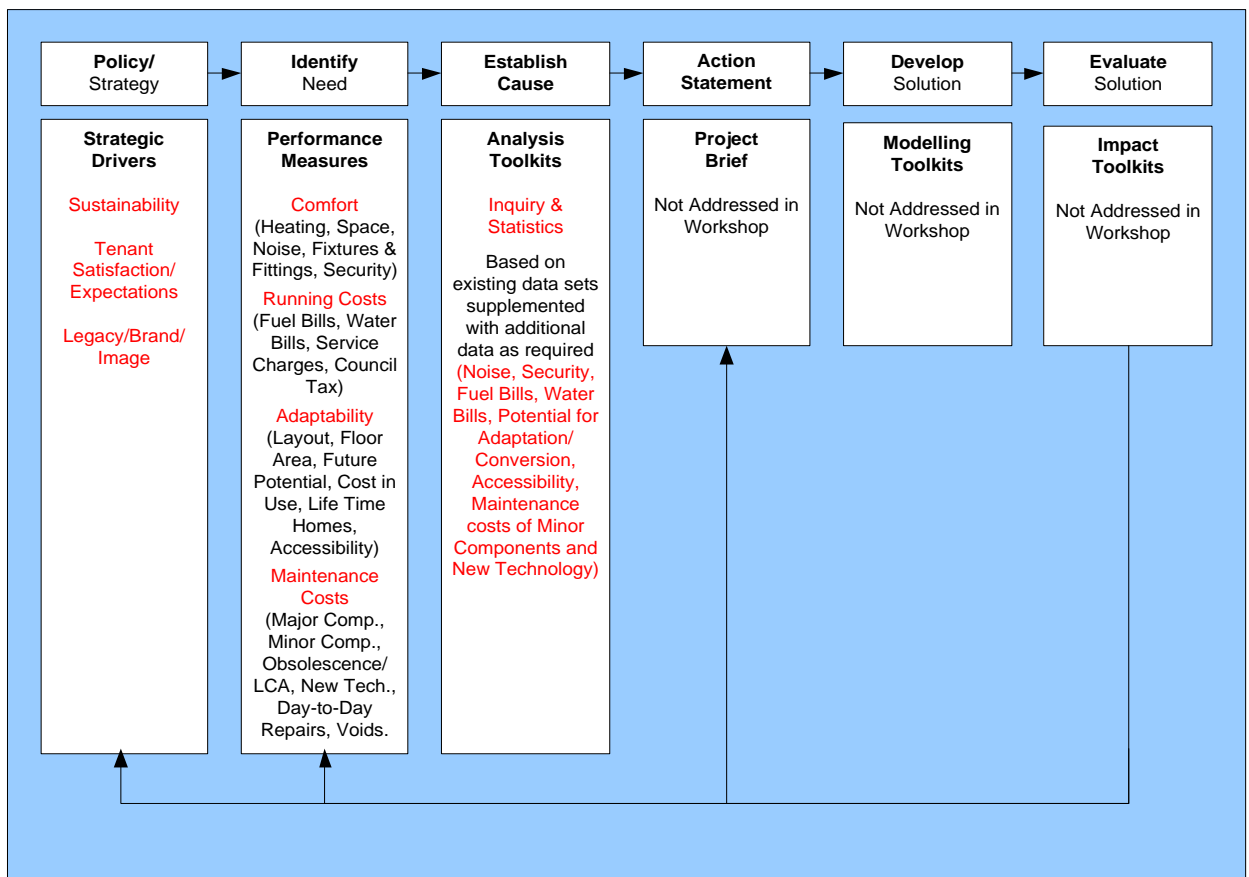 Policy/
Strategy
Identify
Need
Establish
Cause
Action
Statement
Develop
Solution
Evaluate
Solution
Strategic
Drivers
Sustainability
Tenant
Satisfaction/
Expectations
Legacy/Brand/
Image
Performance
Measures
Comfort
(Heating, Space,
Noise, Fixtures &
Fittings, Security)
Running Costs
(Fuel Bills, Water
Bills, Service
Charges, Council
Tax)
Adaptability
(Layout, Floor
Area, Future
Potential, Cost in
Use, Life Time
Homes,
Accessibility)
Maintenance
Costs
(Major Comp.,
Minor Comp.,
Obsolescence/
LCA, New Tech.,
Day-to-Day
Repairs, Voids.
Analysis
Toolkits
Inquiry &
Statistics
Based on
existing data sets
supplemented
with additional
data as required
(Noise, Security,
Fuel Bills, Water
Bills, Potential for
Adaptation/
Conversion,
Accessibility,
Maintenance
costs of Minor
Components and
New Technology)
Project
Brief
Not Addressed in
Workshop
Modelling
Toolkits
Not Addressed in
Workshop
Impact
Toolkits
Not Addressed in
Workshop